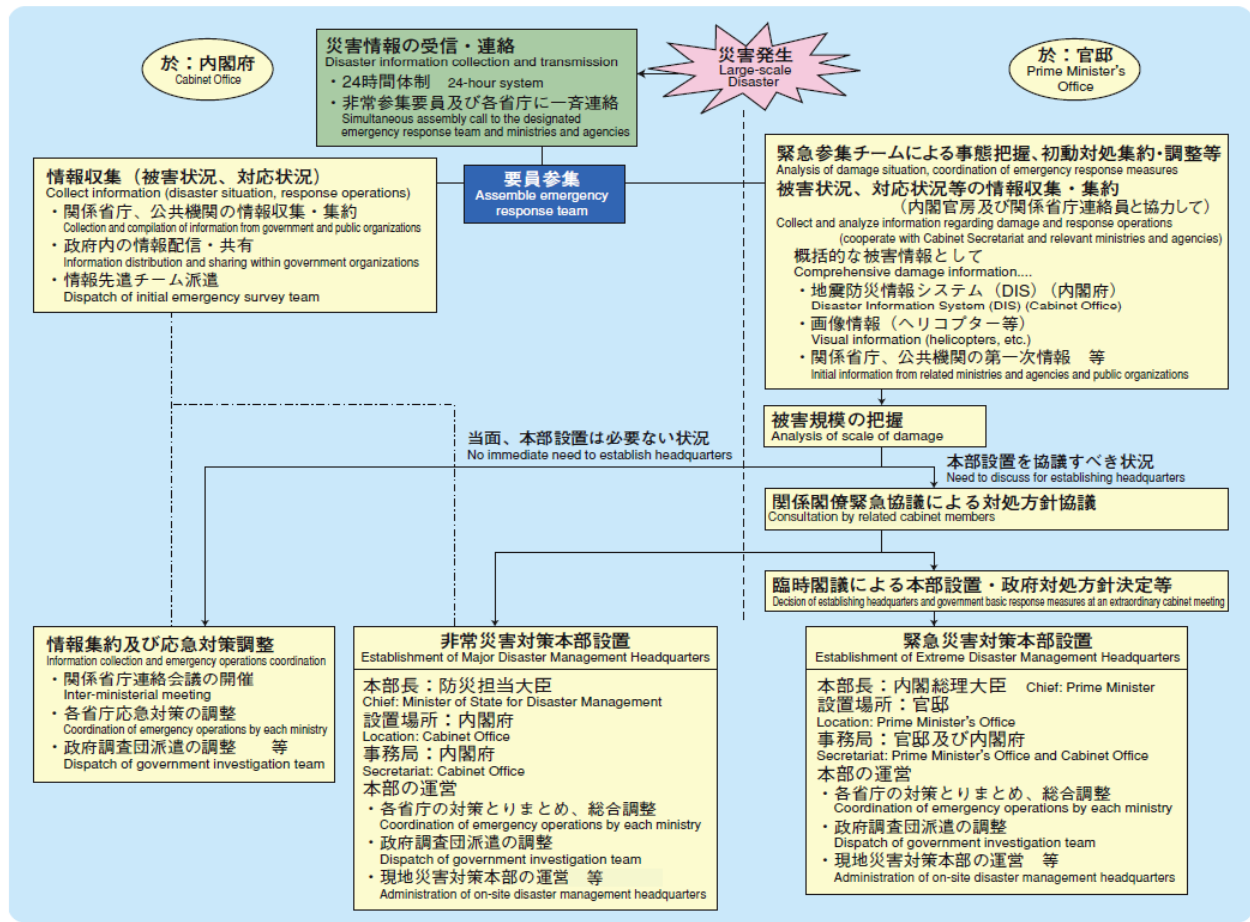 於：内閣府
Cabinet Office
災害情報の受信・連絡
Disaster information collection and transmission
・24時間体制 24-hour system
・非常参集要員及び各省庁に一斉連絡
Simultaneous assembly call to the designated
emergency response team and ministries and agencies
災害発生
Large-scale
Disaster
於：官邸
Prime Minister's
Office
情報収集（被害状況、対応状況）
Collect information (disaster situation, response operations)
・関係省庁、公共機関の情報収集・集約
Collection and compilation of information from government and public organizations
・政府内の情報配信・共有
Information distribution and sharing within government organizations
・情報先遣チーム派遣
Dispatch of initial emergency survey team
要員参集
Assemble emergency
response team
緊急参集チームによる事態把握、初動対処集約・調整等
Analysis of damage situation, coordination of emergency response measures
被害状況、対応状況等の情報収集・集約
（内閣官房及び関係省庁連絡員と協力して）
Collect and analyze information regarding damage and response operations
(cooperate with Cabinet Secretariat and relevant ministries and agencies)
概括的な被害情報として
Comprehensive damage information....
・地震防災情報システム（DIS）（内閣府）
Disaster Information System (DIS) (Cabinet Office)
・画像情報（ヘリコプター等）
Visual information (helicopters, etc.)
・関係省庁、公共機関の第一次情報　等
Initial information from related ministries and agencies and public organizations
被害規模の把握
Analysis of scale of damage
当面、本部設置は必要ない状況
No immediate need to establish headquarters
本部設置を協議すべき状況
Need to discuss for establishing headquarters
関係閣僚緊急協議による対処方針協議
Consultation by related cabinet members
臨時閣議による本部設置・政府対処方針決定等
Decision of establishing headquarters and government basic response measures at an extraordinary cabinet meeting
情報集約及び応急対策調整
Information collection and emergency operations coordination
・関係省庁連絡会議の開催
Inter-ministerial meeting
・各省庁応急対策の調整
Coordination of emergency operations by each ministry
・政府調査団派遣の調整　等
Dispatch of government investigation team
非常災害対策本部設置
Establishment of Major Disaster Management Headquarters
本部長：防災担当大臣
Chief: Minister of State for Disaster Management
設置場所：内閣府
Location: Cabinet Office
事務局：内閣府
Secretariat: Cabinet Office
本部の運営
・各省庁の対策とりまとめ、総合調整
Coordination of emergency operations by each ministry
・政府調査団派遣の調整
Dispatch of government investigation team
・現地災害対策本部の運営　等
Administration of on-site disaster management headquarters
緊急災害対策本部設置
Establishment of Extreme Disaster Management Headquarters
本部長：内閣総理大臣 Chief: Prime Minister
設置場所：官邸
Location: Prime Minister's Office
事務局：官邸及び内閣府
Secretariat: Prime Minister's Office and Cabinet Office
本部の運営
・各省庁の対策とりまとめ、総合調整
Coordination of emergency operations by each ministry
・政府調査団派遣の調整
Dispatch of government investigation team
・現地災害対策本部の運営　等
Administration of on-site disaster management headquarters